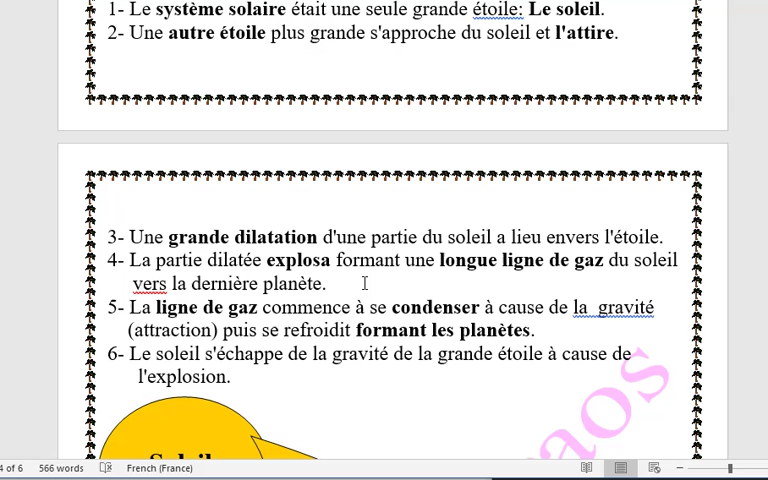 1- Le système solaire était une seule grande étoile: Le soleil.
2- Une autre étoile plus grande s'approche du soleil et l'attire.
3- Une grande dilatation d'une partie du soleil a lieu envers l'étoile.
4- La partie dilatée explosa formant une longue ligne de gaz du soleil
vers la dernière planète.
5- La ligne de gaz commence à se condenser à cause de la  gravité
(attraction) puis se refroidit formant les planètes.
6- Le soleil s'échappe de la gravité de la grande étoile à cause de
l'explosion.
4 of 6 566 words French (France)